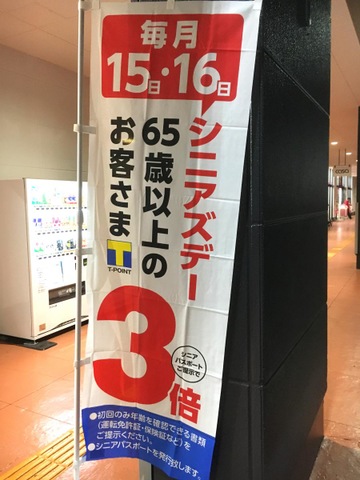 毎月
15日・16日
シニアズデー
65歳以上の
お客さま
T
T-POINT
3倍
シニア
パスポート
ご提示で
●初回のみ年齢を確認できる書類
(運転免許証・保険証など)を
ご提示ください。
●シニアパスポートを発行致します。